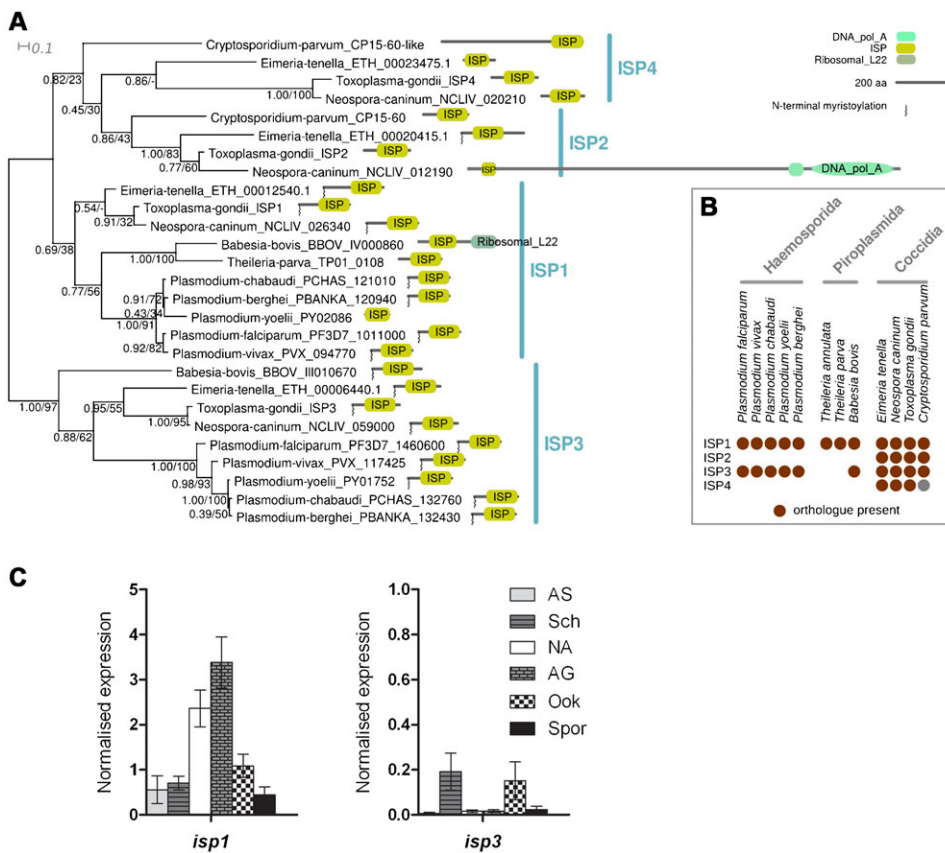 A
0.1
Cryptosporidium-parvum_CP15-60-like ISP
Eimeria-tenella_ETH_00023475.1 ISP
Toxoplasma-gondii_ISP4 ISP
Neospora-caninum_NCLIV_020210 ISP
ISP4
Cryptosporidium-parvum_CP15-60 ISP
Eimeria-tenella_ETH_00020415.1 ISP
Toxoplasma-gondii_ISP2 ISP
Neospora-caninum_NCLIV_012190 ISP DNA_pol_A
ISP2
Eimeria-tenella_ETH_00012540.1 ISP
Toxoplasma-gondii_ISP1 ISP
Neospora-caninum_NCLIV_026340 ISP
Babesia-bovis_BBOV_IV000860 ISP Ribosomal_L22
Theileria-parva_TP01_0108 ISP
Plasmodium-chabaudi_PCHAS_121010 ISP
Plasmodium-berghei_PBANKA_120940 ISP
Plasmodium-yoelii_PY02086 ISP
Plasmodium-falciparum_PF3D7_1011000 ISP
Plasmodium-vivax_PVX_094770 ISP
ISP1
Babesia-bovis_BBOV_III010670 ISP
Eimeria-tenella_ETH_00006440.1 ISP
Toxoplasma-gondii_ISP3 ISP
Neospora-caninum_NCLIV_059000 ISP
Plasmodium-falciparum_PF3D7_1460600 ISP
Plasmodium-vivax_PVX_117425 ISP
Plasmodium-yoelii_PY01752 ISP
Plasmodium-chabaudi_PCHAS_132760 ISP
Plasmodium-berghei_PBANKA_132430 ISP
ISP3
0.82/23
0.45/30
0.86/-
1.00/100
0.86/43
1.00/83
0.77/60
0.54/-
0.91/32
0.69/38
1.00/100
0.77/56
0.91/72
0.43/34
1.00/91
0.92/82
1.00/97
0.95/55
1.00/95
0.88/62
1.00/100
0.98/93
1.00/100
0.39/50
DNA_pol_A
ISP
Ribosomal_L22
200 aa
N-terminal myristoylation
B
Haemosporida
Piroplasmida
Coccidia
Plasmodium falciparum
Plasmodium vivax
Plasmodium chabaudi
Plasmodium yoelii
Plasmodium berghei
Theileria annulata
Theileria parva
Babesia bovis
Eimeria tenella
Neospora caninum
Toxoplasma gondii
Cryptosporidium parvum
ISP1
ISP2
ISP3
ISP4
orthologue present
C
Normalised expression
5
4
3
2
1
0
isp1
Normalised expression
1.0
0.8
0.6
0.4
0.2
0.0
isp3
AS
Sch
NA
AG
Ook
Spor